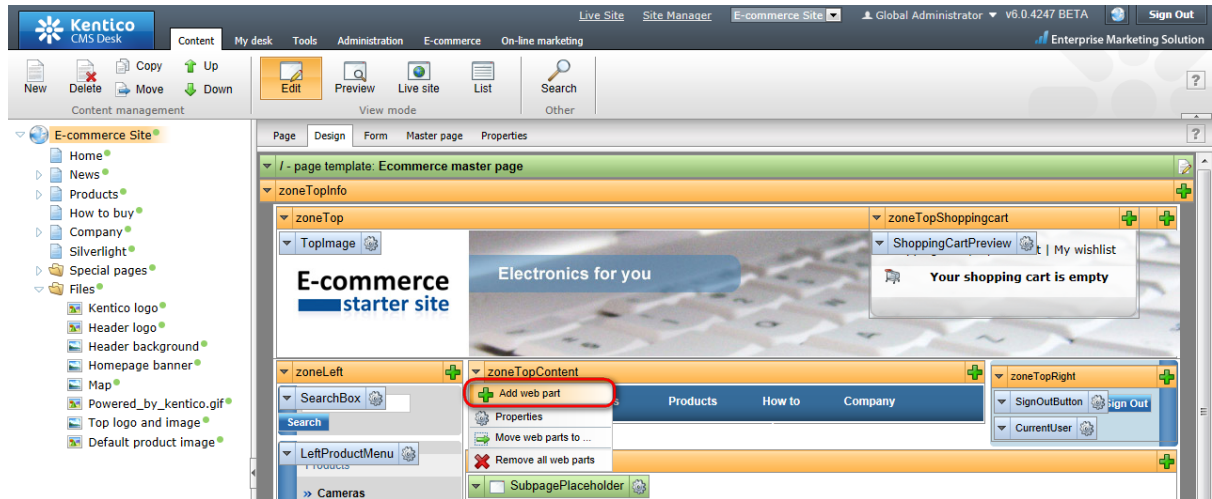 Kentico
CMS Desk
Live Site Site Manager E-commerce Site Global Administrator v6.0.4247 BETA Sign Out
Content My desk Tools Administration E-commerce On-line marketing
Enterprise Marketing Solution
New Delete Copy Move Up Down
Content management
Edit Preview Live site List
View mode
Search
Other
?
E-commerce Site
Home
News
Products
How to buy
Company
Silverlight
Special pages
Files
Kentico logo
Header logo
Header background
Homepage banner
Map
Powered_by_kentico.gif
Top logo and image
Default product image
Page Design Form Master page Properties
?
/ - page template: Ecommerce master page
zoneTopInfo
zoneTop
zoneTopShoppingcart
TopImage
ShoppingCartPreview
t | My wishlist
E-commerce
starter site
Electronics for you
Your shopping cart is empty
zoneLeft
zoneTopContent
zoneTopRight
SearchBox
Search
Add web part
Properties
Move web parts to ...
Remove all web parts
s Products How to Company
SignOutButton
Sign Out
CurrentUser
LeftProductMenu
Products
» Cameras
SubpagePlaceholder